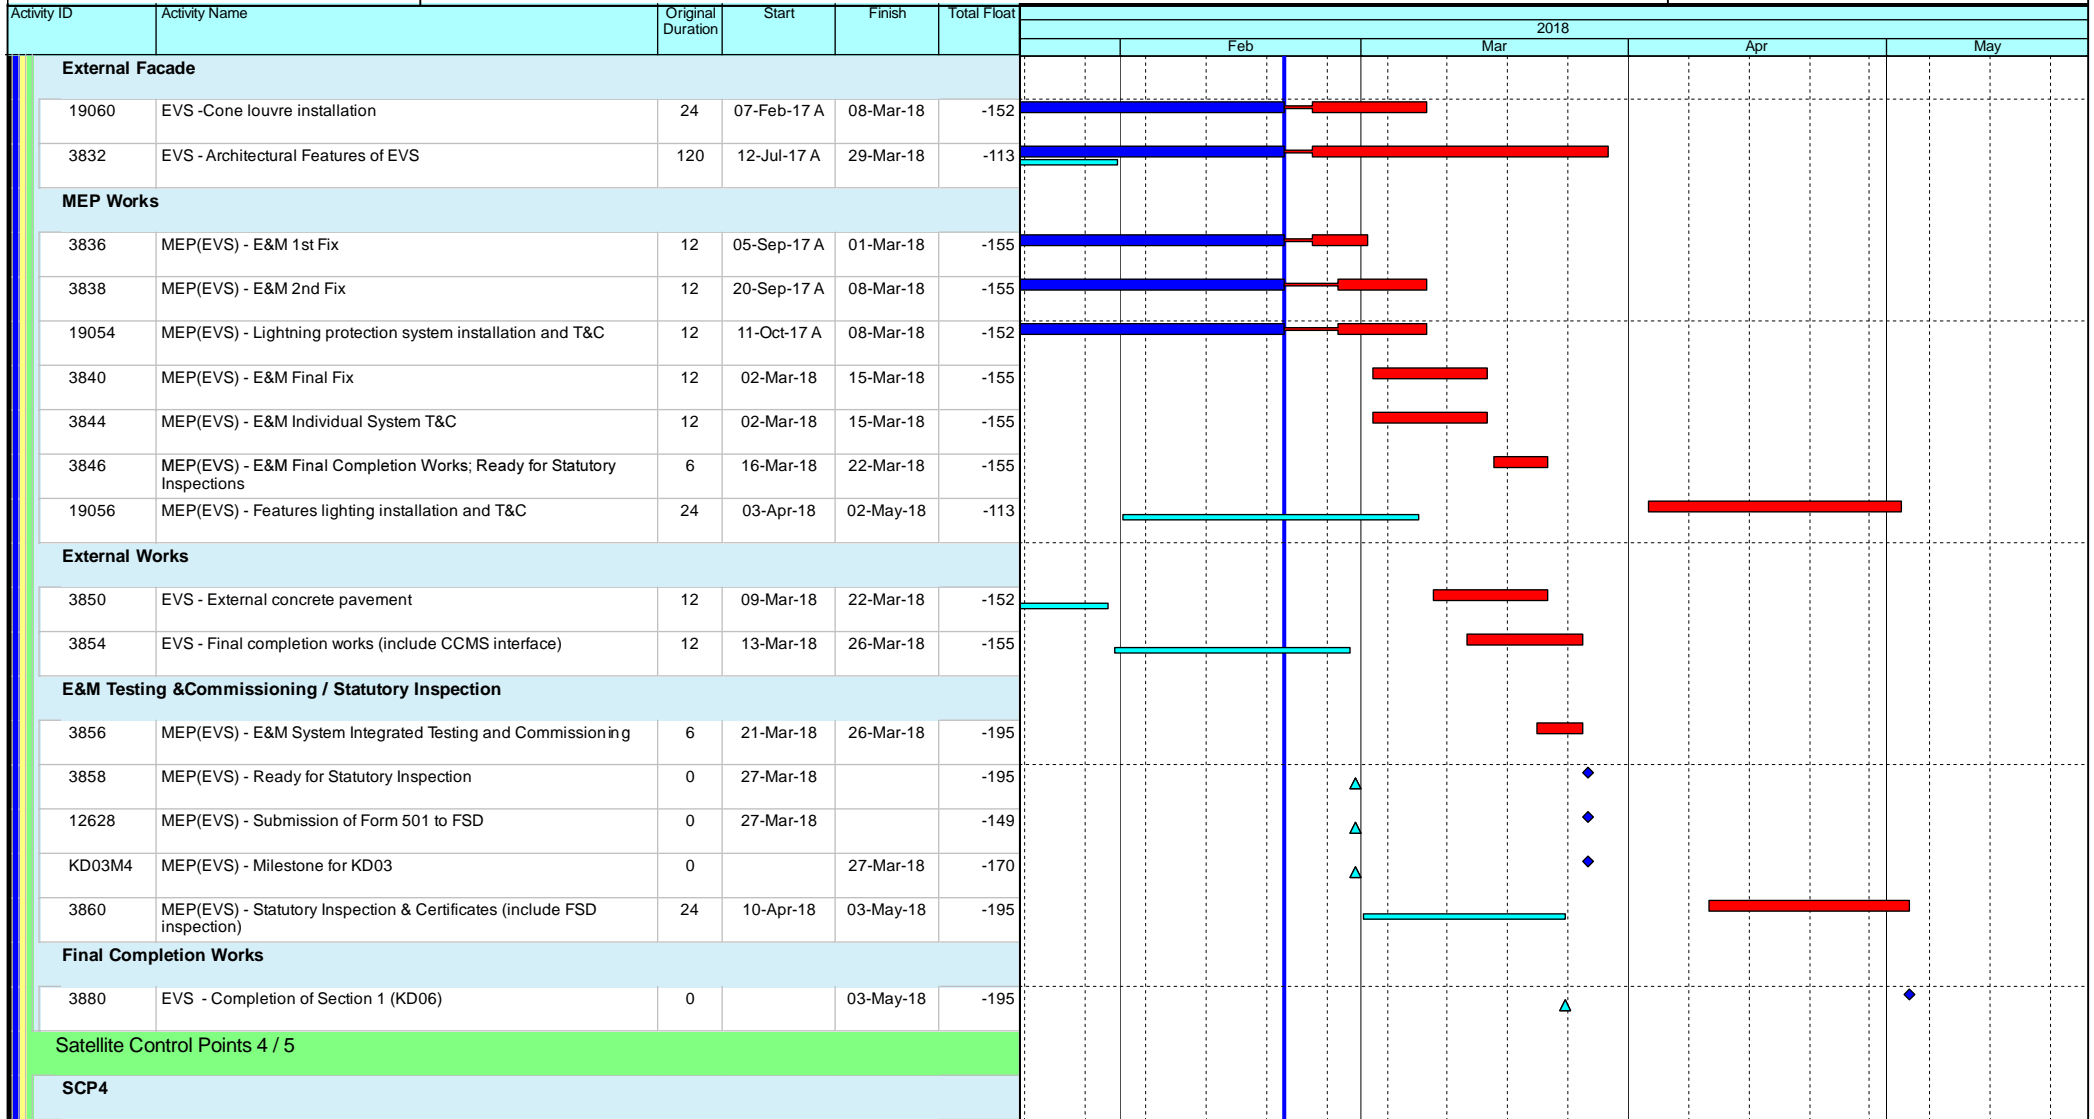 Activity ID Activity Name Original Duration Start Finish Total Float
2018
Feb Mar Apr May
External Facade
19060 EVS -Cone louvre installation 24 07-Feb-17 A 08-Mar-18 -152
3832 EVS - Architectural Features of EVS 120 12-Jul-17 A 29-Mar-18 -113
MEP Works
3836 MEP(EVS) - E&M 1st Fix 12 05-Sep-17 A 01-Mar-18 -155
3838 MEP(EVS) - E&M 2nd Fix 12 20-Sep-17 A 08-Mar-18 -155
19054 MEP(EVS) - Lightning protection system installation and T&C 12 11-Oct-17 A 08-Mar-18 -152
3840 MEP(EVS) - E&M Final Fix 12 02-Mar-18 15-Mar-18 -155
3844 MEP(EVS) - E&M Individual System T&C 12 02-Mar-18 15-Mar-18 -155
3846 MEP(EVS) - E&M Final Completion Works; Ready for Statutory Inspections 6 16-Mar-18 22-Mar-18 -155
19056 MEP(EVS) - Features lighting installation and T&C 24 03-Apr-18 02-May-18 -113
External Works
3850 EVS - External concrete pavement 12 09-Mar-18 22-Mar-18 -152
3854 EVS - Final completion works (include CCMS interface) 12 13-Mar-18 26-Mar-18 -155
E&M Testing &Commissioning / Statutory Inspection
3856 MEP(EVS) - E&M System Integrated Testing and Commissioning 6 21-Mar-18 26-Mar-18 -195
3858 MEP(EVS) - Ready for Statutory Inspection 0 27-Mar-18 -195
12628 MEP(EVS) - Submission of Form 501 to FSD 0 27-Mar-18 -149
KD03M4 MEP(EVS) - Milestone for KD03 0 27-Mar-18 -170
3860 MEP(EVS) - Statutory Inspection & Certificates (include FSD inspection) 24 10-Apr-18 03-May-18 -195
Final Completion Works
3880 EVS - Completion of Section 1 (KD06) 0 03-May-18 -195
Satellite Control Points 4 / 5
SCP4